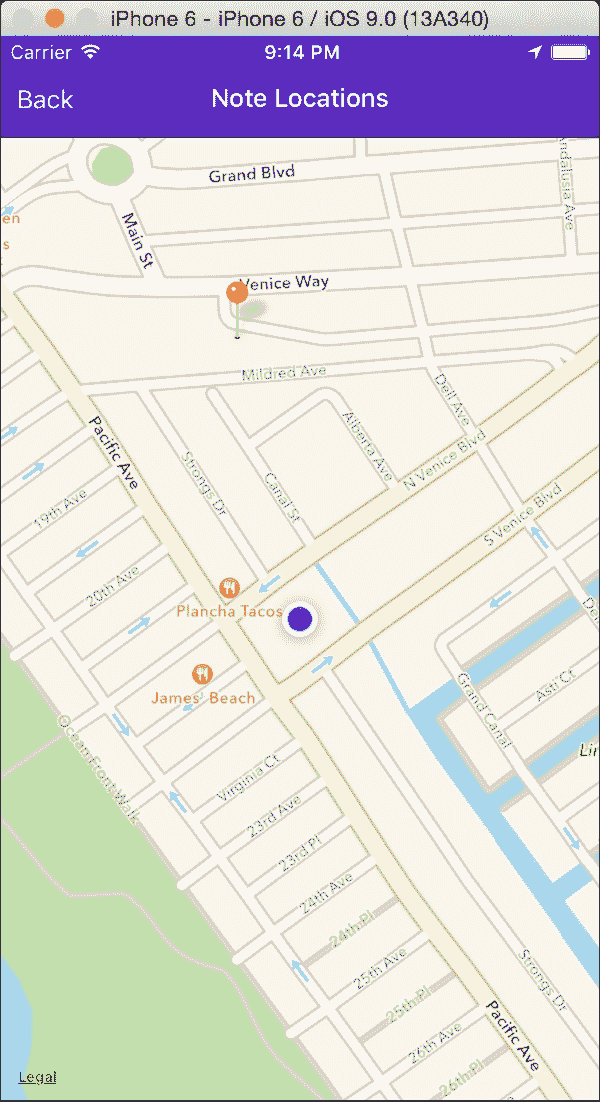 iPhone 6 - iPhone 6 / iOS 9.0 (13A340)
Carrier 9:14 PM
Back Note Locations
Grand Blvd
Andalusia Ave
en
s
Main St
Venice Way
Mildred Ave
Dell Ave
Pacific Ave
Alberta Ave
N Venice Blvd
Strongs Dr
Canal St
S Venice Blvd
19th Ave
20th Ave
Plancha Tacos
James' Beach
Grand Canal
Asti Ct
Lin
Ocean Front Walk
Virginia Ct
23rd Ave
23rd Pl
24th Ave
24th Pl
25th Ave
25th Pl
Strongs Dr
Pacific Ave
26th Ave
26th Pl
Legal